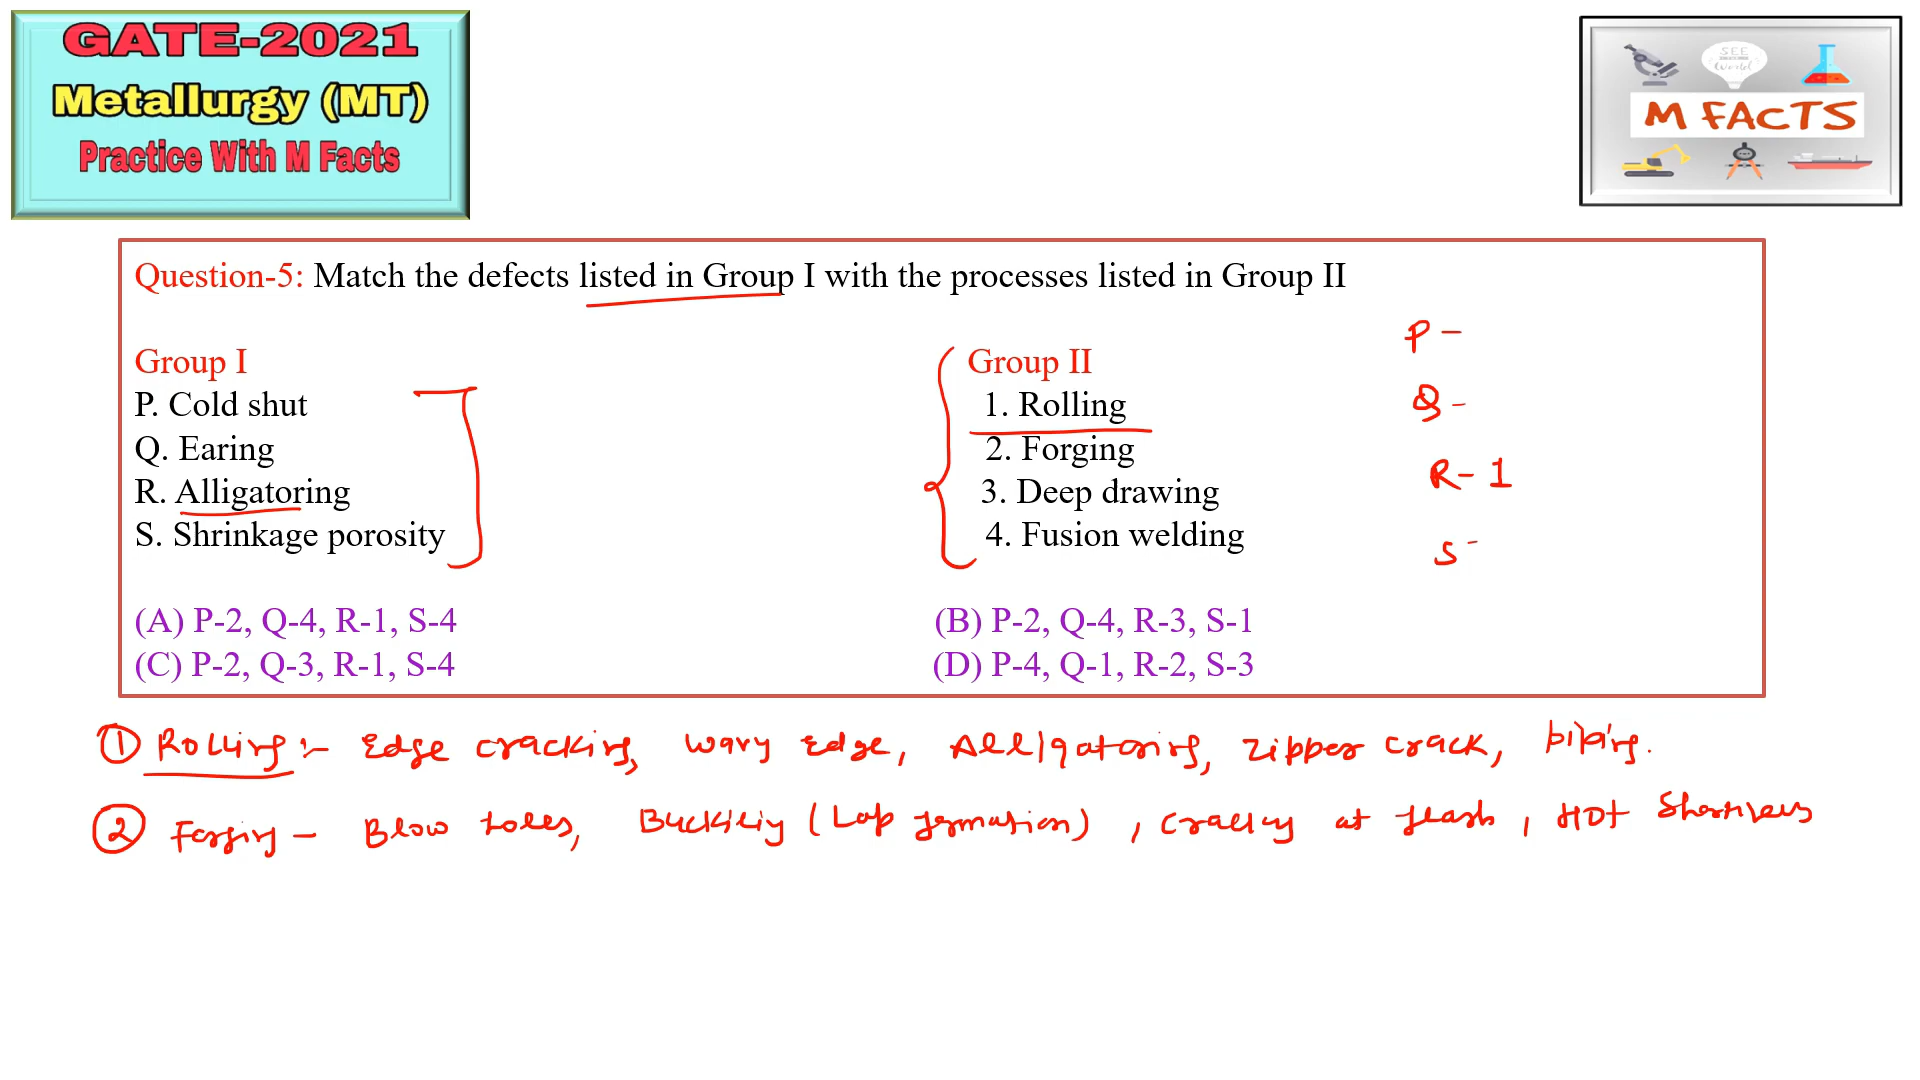 GATE-2021
Metallurgy (MT)
Practice With M Facts
SEE
World
M FACTS
Question-5: Match the defects listed in Group I with the processes listed in Group II
Group I
P. Cold shut
Q. Earing
R. Alligatoring
S. Shrinkage porosity
Group II
1. Rolling
2. Forging
3. Deep drawing
4. Fusion welding
P -
Q -
R - 1
S -
(A) P-2, Q-4, R-1, S-4
(B) P-2, Q-4, R-3, S-1
(C) P-2, Q-3, R-1, S-4
(D) P-4, Q-1, R-2, S-3
① Rolling :- Edge cracking, wavy edge, Alligatoring, Zipper crack, piping.
② Forging - Blow holes, Buckling (Lap formation), cracking at flash, HOT Shortness